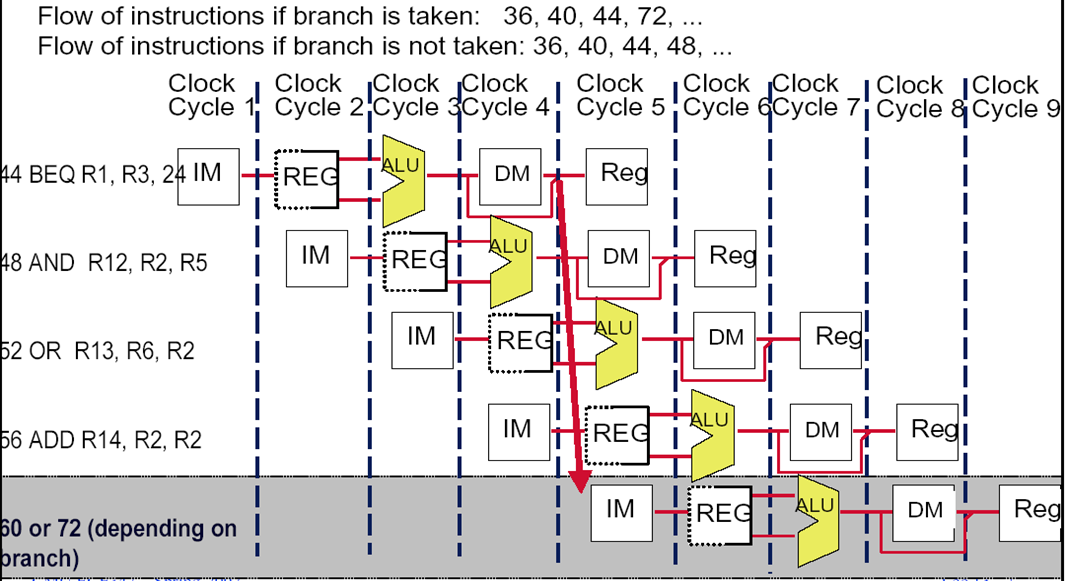 Flow of instructions if branch is taken: 36, 40, 44, 72, ...
Flow of instructions if branch is not taken: 36, 40, 44, 48, ...
Clock Clock Clock Clock Clock Clock Clock Clock Clock
Cycle 1 Cycle 2 Cycle 3 Cycle 4 Cycle 5 Cycle 6 Cycle 7 Cycle 8 Cycle 9
44 BEQ R1, R3, 24 IM REG ALU DM Reg
48 AND R12, R2, R5 IM REG ALU DM Reg
52 OR R13, R6, R2 IM REG ALU DM Reg
56 ADD R14, R2, R2 IM REG ALU DM Reg
60 or 72 (depending on IM REG ALU DM Reg
branch)